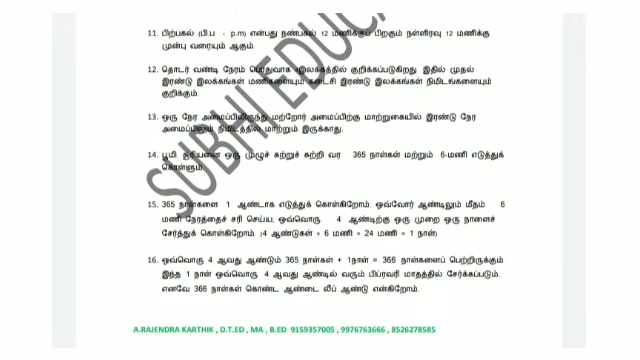 11. பிற்பகல் (பி.ப - p.m) என்பது நண்பகல் 12 மணிக்குப் பிறகும் நள்ளிரவு 12 மணிக்கு
முன்பு வரையும் ஆகும்.
12. தொடர் வண்டி நேரம் பொதுவாக 4இலக்கத்தில் குறிக்கப்படுகிறது. இதில் முதல்
இரண்டு இலக்கங்கள் மணிகளையும் கடைசி இரண்டு இலக்கங்கள் நிமிடங்களையும்
குறிக்கும்.
13. ஒரு நேர அமைப்பிலிருந்து மற்றோர் அமைப்பிற்கு மாற்றுகையில் இரண்டு நேர
அமைப்பிலும் நிமிடத்தில் மாற்றம் இருக்காது.
14. பூமி, சூரியனை ஒரு முழுச் சுற்றுச் சுற்றி வர 365 நாள்கள் மற்றும் 6-மணி எடுத்துக்
கொள்ளும்.
15. 365 நாள்களை 1 ஆண்டாக எடுத்துக் கொள்கிறோம். ஒவ்வோர் ஆண்டிலும் மீதம் 6
மணி நேரத்தைச் சரி செய்ய, ஒவ்வொரு 4 ஆண்டிற்கு ஒரு முறை ஒரு நாளைச்
சேர்த்துக் கொள்கிறோம் (4 ஆண்டுகள் × 6 மணி = 24 மணி = 1 நாள்)
16. ஒவ்வொரு 4 ஆவது ஆண்டும் 365 நாள்கள் + 1நாள் = 366 நாள்களைப் பெற்றிருக்கும்
இந்த 1 நாள் ஒவ்வொரு 4 ஆவது ஆண்டில் வரும் பிப்ரவரி மாதத்தில் சேர்க்கப்படும்.
எனவே 366 நாள்கள் கொண்ட ஆண்டை லீப் ஆண்டு என்கிறோம்.
SUBHI EDUC
A.RAJENDRA KARTHIK , D.T.ED , MA , B.ED 9159357005 , 9976763666 , 8526278585